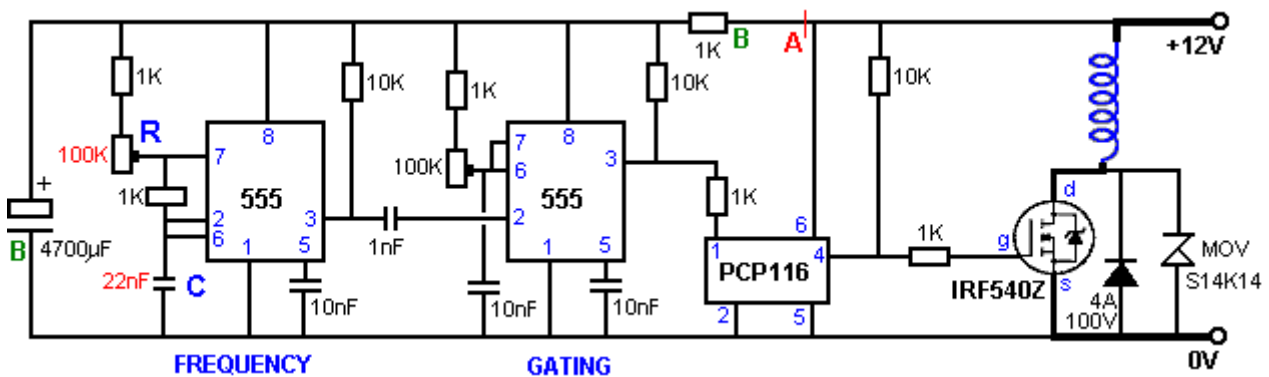 1K
B
A
+12V
1K
10K
1K
10K
10K
R
100K
7
8
555
1K
2
6
3
1
5
+
B
4700µF
22nF
C
10nF
1nF
100K
7
6
8
3
555
2
1
5
10nF
10nF
1K
6
1
4
PCP116
2
5
1K
d
g
s
IRF540Z
4A
100V
MOV
S14K14
FREQUENCY
GATING
0V